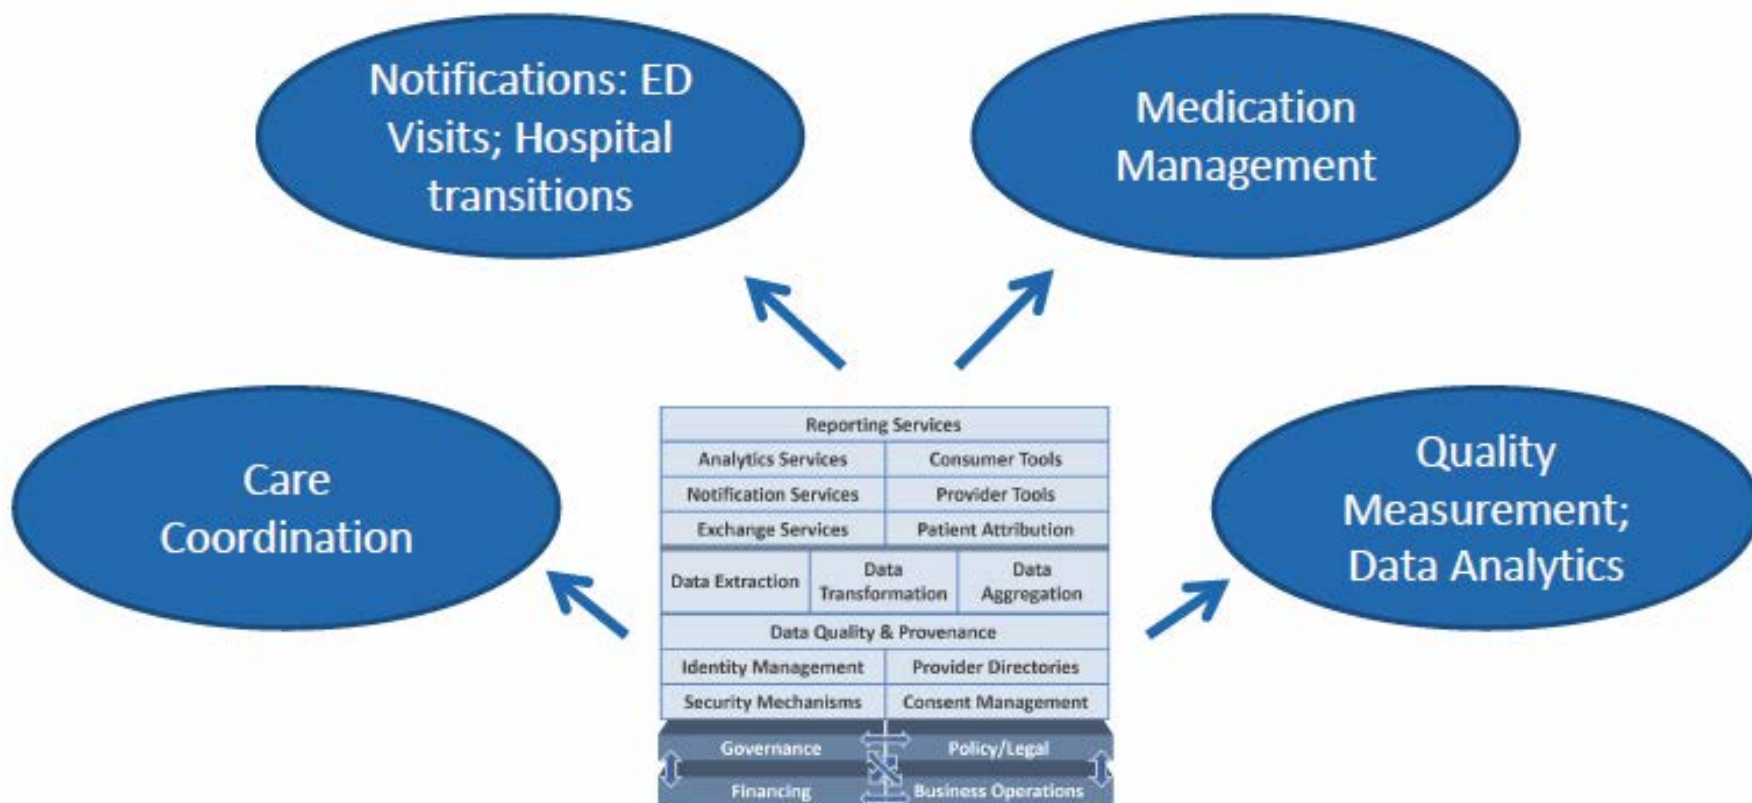 Notifications: ED
Visits; Hospital
transitions
Medication
Management
Care
Coordination
Quality
Measurement;
Data Analytics
Reporting Services
Analytics Services
Consumer Tools
Notification Services
Provider Tools
Exchange Services
Patient Attribution
Data Extraction
Data
Transformation
Data
Aggregation
Data Quality & Provenance
Identity Management
Provider Directories
Security Mechanisms
Consent Management
Governance
Policy/Legal
Financing
Business Operations